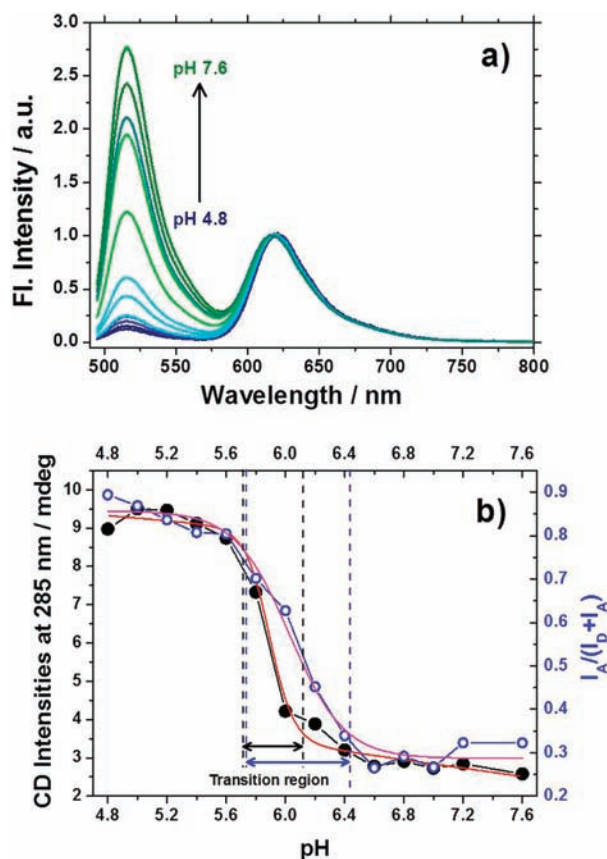 a)
Fl. Intensity / a.u.
3.0
2.5
2.0
1.5
1.0
0.5
0.0
pH 7.6
pH 4.8
500 550 600 650 700 750 800
Wavelength / nm
4.8 5.2 5.6 6.0 6.4 6.8 7.2 7.6
b)
CD Intensities at 285 nm / mdeg
10
9
8
7
6
5
4
3
2
0.9
0.8
0.7
0.6
0.5
0.4
0.3
0.2
I_A/(I_D+I_A)
Transition region
4.8 5.2 5.6 6.0 6.4 6.8 7.2 7.6
pH